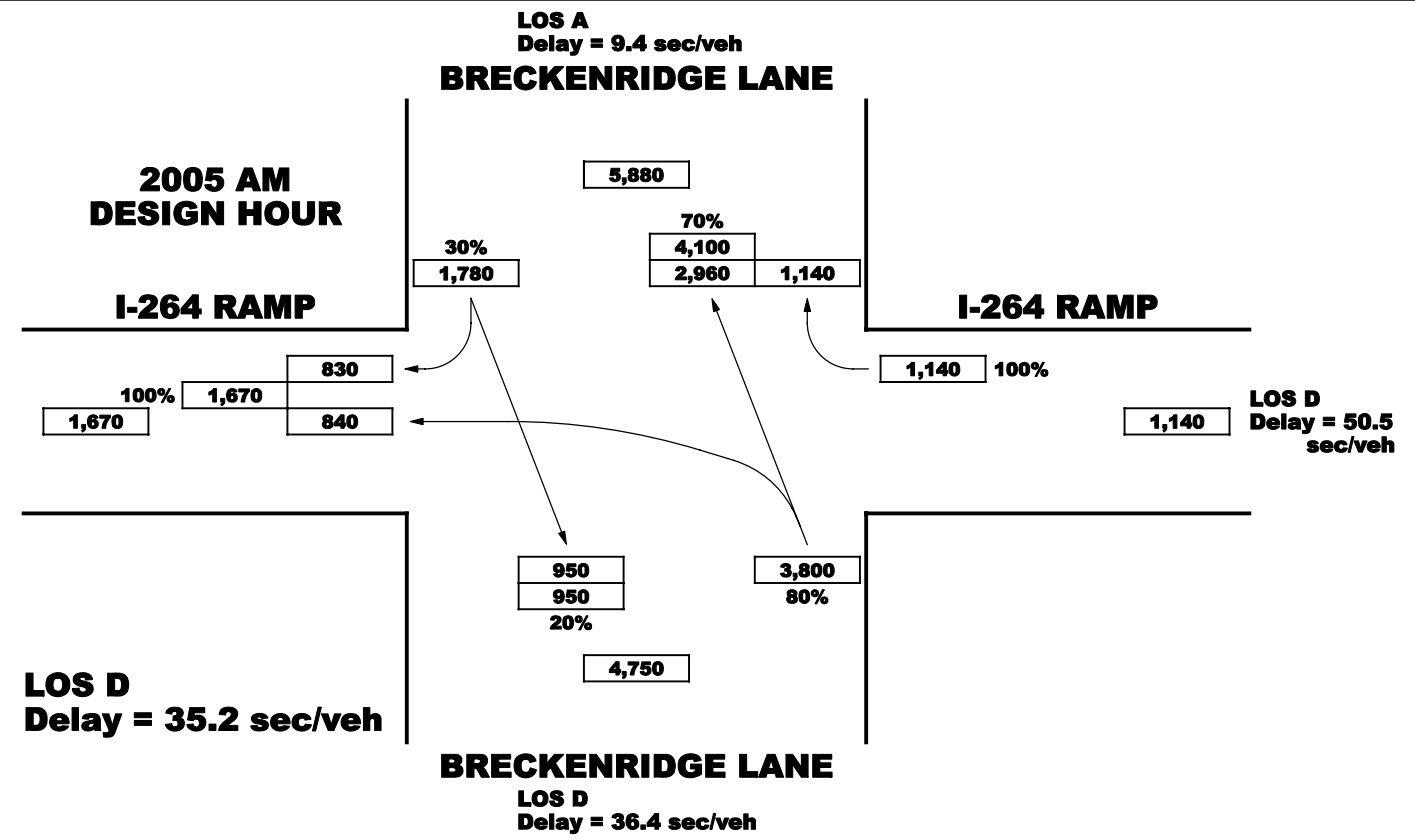 LOS A
Delay = 9.4 sec/veh
BRECKENRIDGE LANE
2005 AM
DESIGN HOUR
5,880
70%
4,100
2,960 1,140
30%
1,780
I-264 RAMP
I-264 RAMP
830
100% 1,670
840
1,670
1,140 100%
1,140
LOS D
Delay = 50.5
sec/veh
950
950
20%
3,800
80%
4,750
LOS D
Delay = 35.2 sec/veh
BRECKENRIDGE LANE
LOS D
Delay = 36.4 sec/veh